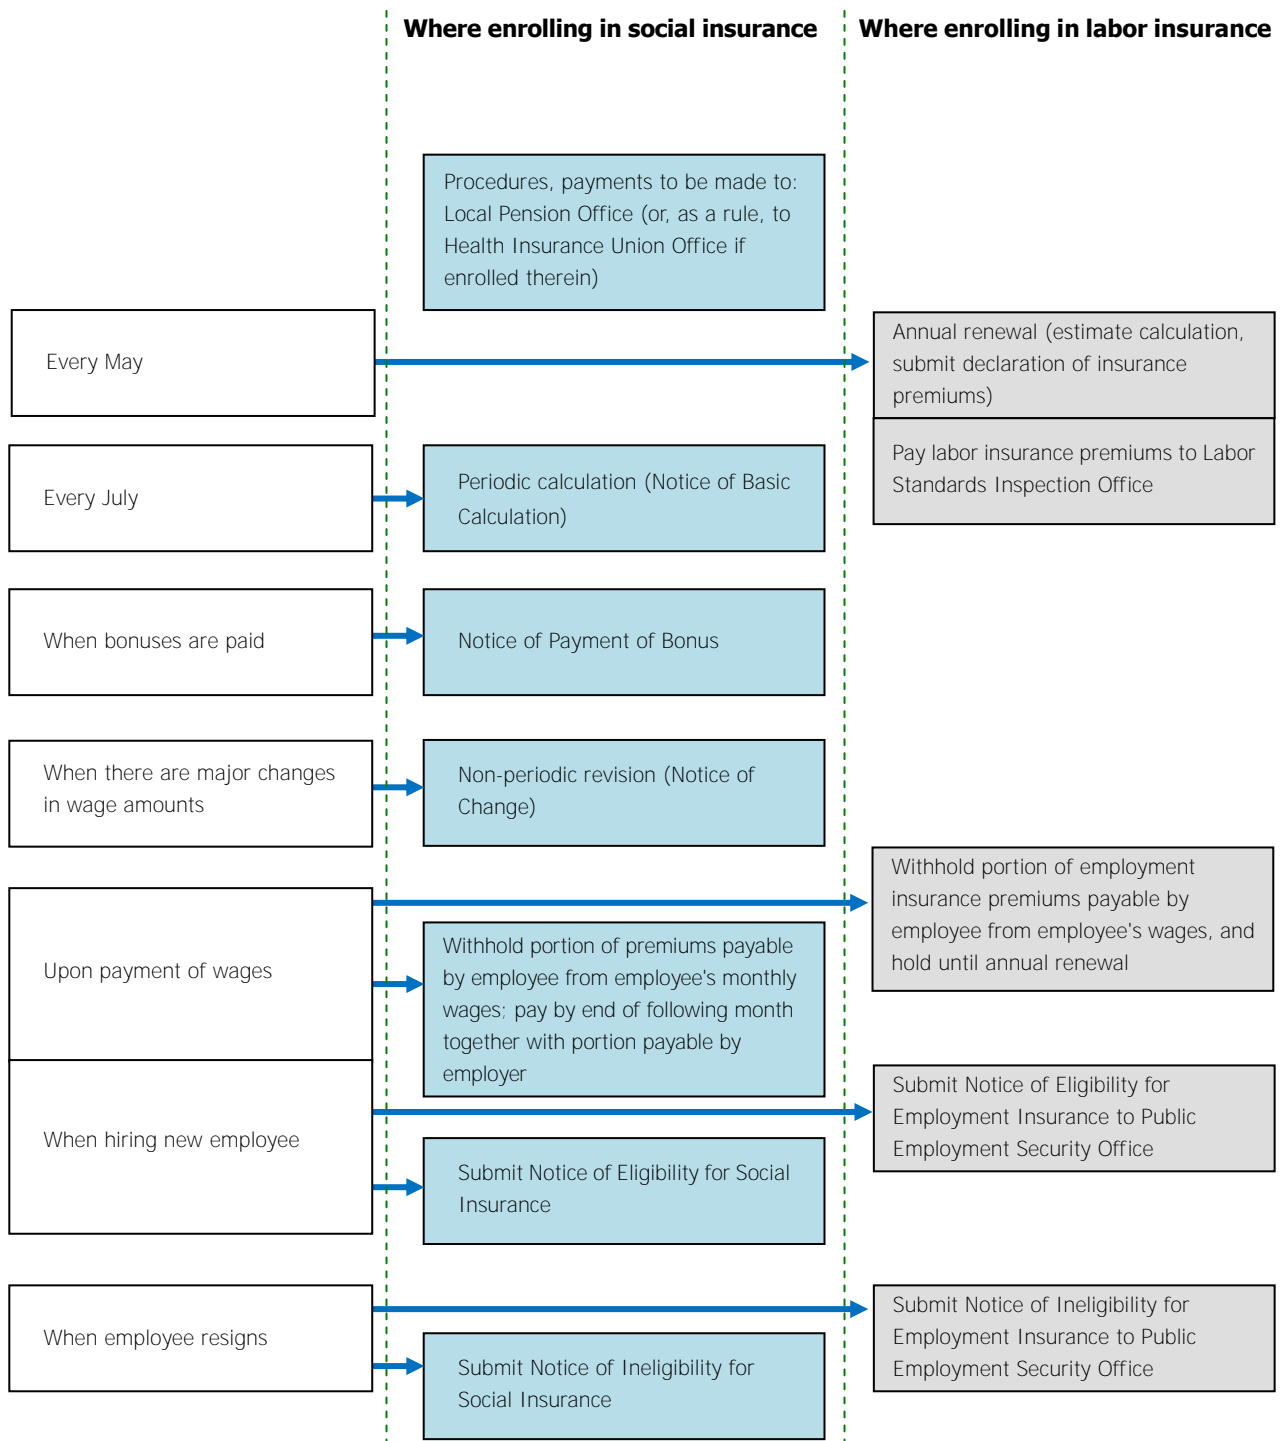 Where enrolling in social insurance
Where enrolling in labor insurance
Procedures, payments to be made to:
Local Pension Office (or, as a rule, to
Health Insurance Union Office if
enrolled therein)
Every May
Annual renewal (estimate calculation,
submit declaration of insurance
premiums)
Pay labor insurance premiums to Labor
Standards Inspection Office
Every July
Periodic calculation (Notice of Basic
Calculation)
When bonuses are paid
Notice of Payment of Bonus
When there are major changes
in wage amounts
Non-periodic revision (Notice of
Change)
Upon payment of wages
Withhold portion of premiums payable
by employee from employee's monthly
wages; pay by end of following month
together with portion payable by
employer
Withhold portion of employment
insurance premiums payable by
employee from employee's wages, and
hold until annual renewal
When hiring new employee
Submit Notice of Eligibility for Social
Insurance
Submit Notice of Eligibility for
Employment Insurance to Public
Employment Security Office
When employee resigns
Submit Notice of Ineligibility for
Social Insurance
Submit Notice of Ineligibility for
Employment Insurance to Public
Employment Security Office